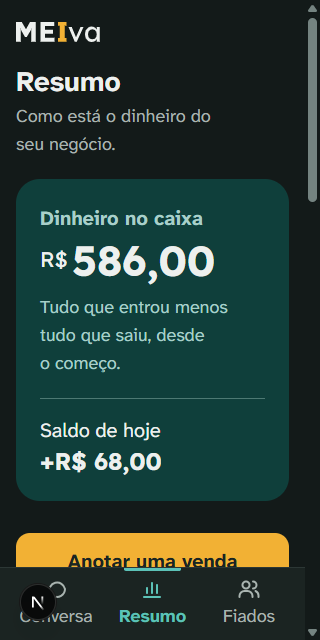 MEIva
Resumo
Como está o dinheiro do
seu negócio.
Dinheiro no caixa
R$ 586,00
Tudo que entrou menos
tudo que saiu, desde
o começo.
Saldo de hoje
+R$ 68,00
Anotar uma venda
N
Conversa Resumo Fiados